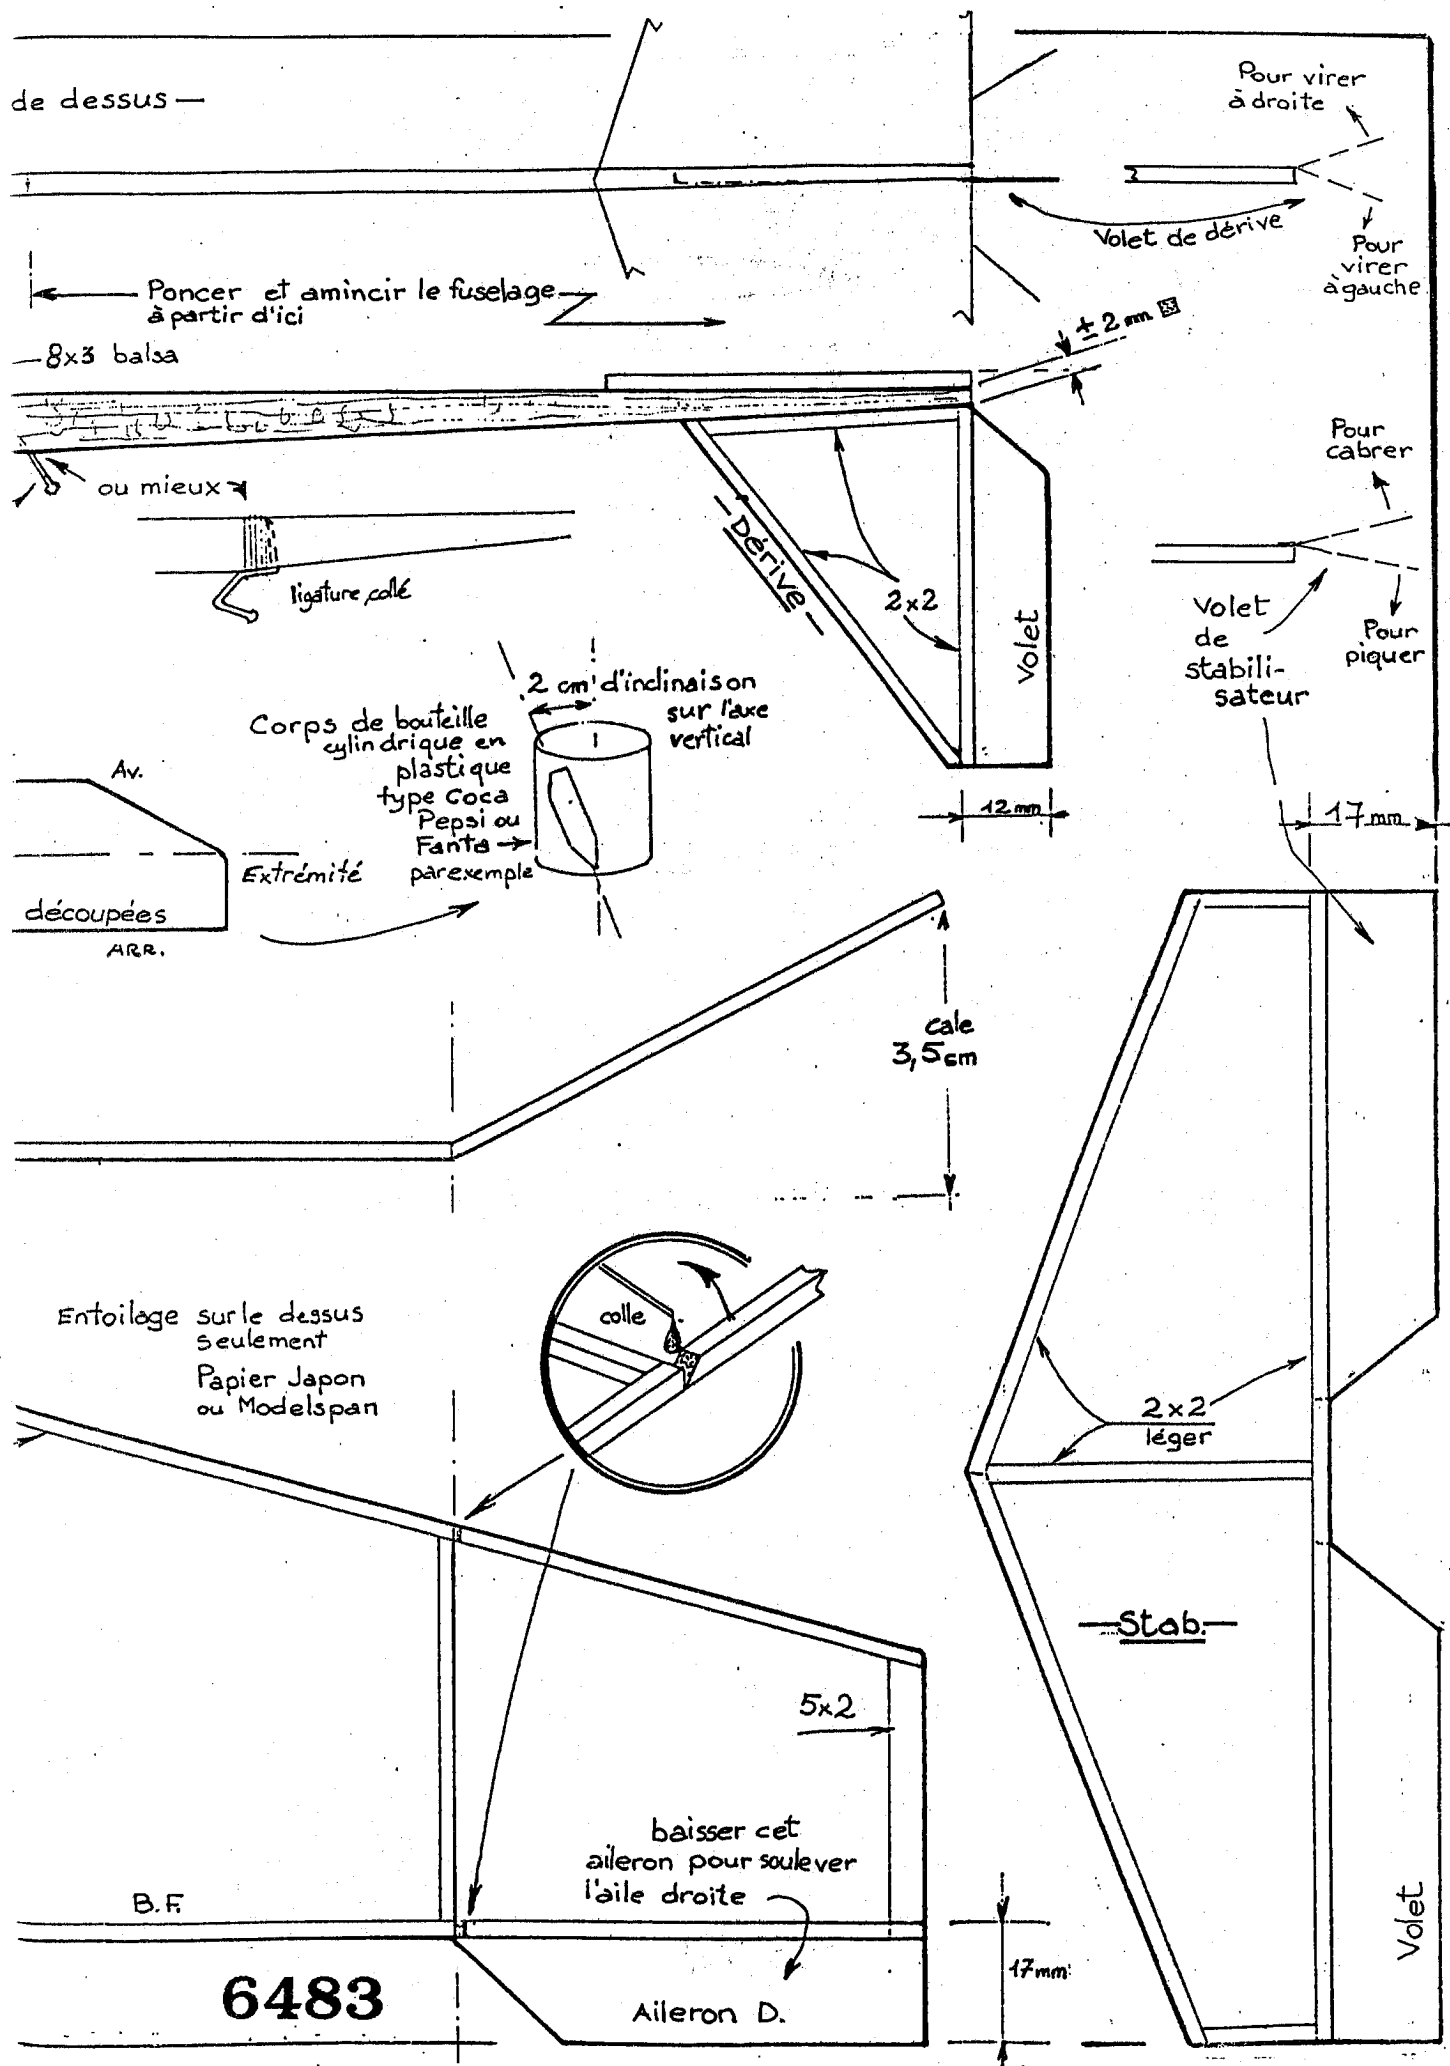 de dessus —
Pour virer
à droite
Volet de dérive
Pour
virer
à gauche
Poncer et amincir le fuselage
à partir d'ici
± 2 mm
8x3 balsa
ou mieux
ligature collé
Dérive
2x2
Volet
12 mm
Pour
cabrer
Volet
de
stabili-
sateur
Pour
piquer
17 mm
2 cm d'inclinaison
sur l'axe
vertical
Corps de bouteille
cylindrique en
plastique
type Coca
Pepsi ou
Fanta
par exemple
Av.
Extrémité
découpées
ARR.
cale
3,5 cm
Entoilage sur le dessus
seulement
Papier Japon
ou Modelspan
colle
2x2
léger
— Stab. —
5x2
baisser cet
aileron pour soulever
l'aile droite
B.F.
17 mm
Volet
6483
Aileron D.